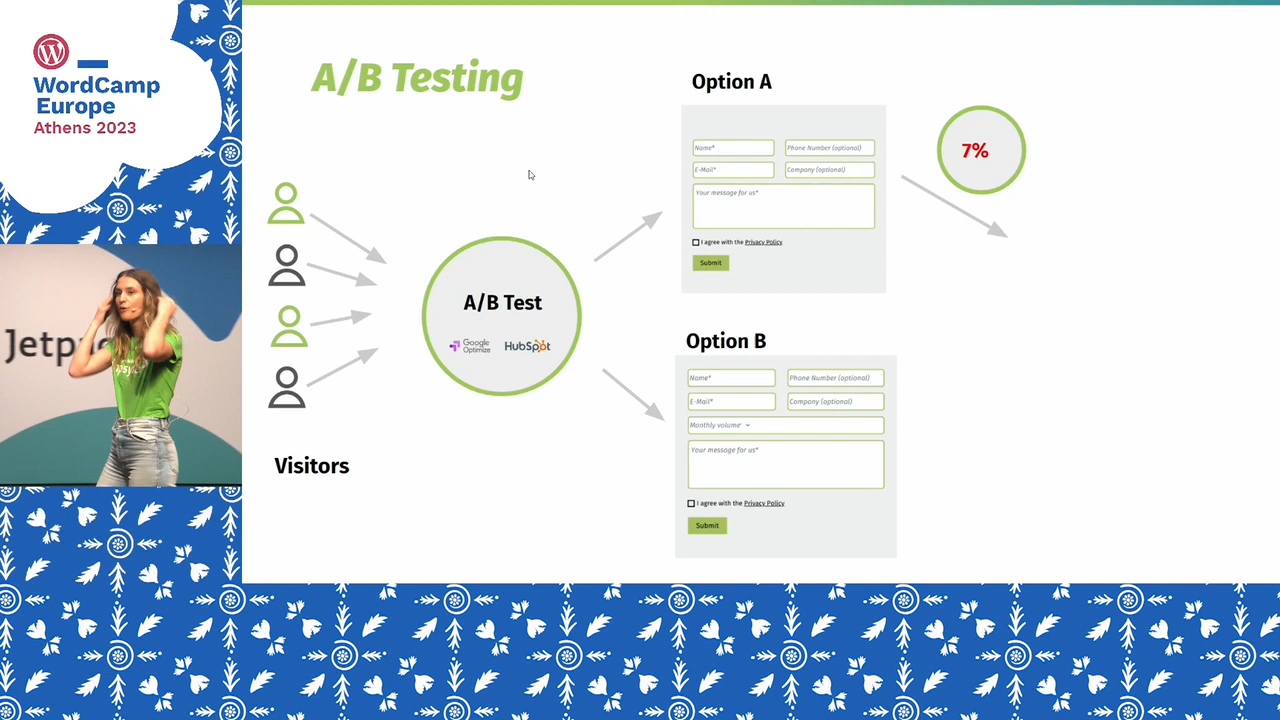 WordCamp
Europe
Athens 2023
Jetp
A/B Testing
Visitors
A/B Test
Google
Optimize
HubSpot
Option A
Name*
Phone Number (optional)
E-Mail*
Company (optional)
Your message for us*
I agree with the Privacy Policy
Submit
7%
Option B
Name*
Phone Number (optional)
E-Mail*
Company (optional)
Monthly volume*
Your message for us*
I agree with the Privacy Policy
Submit